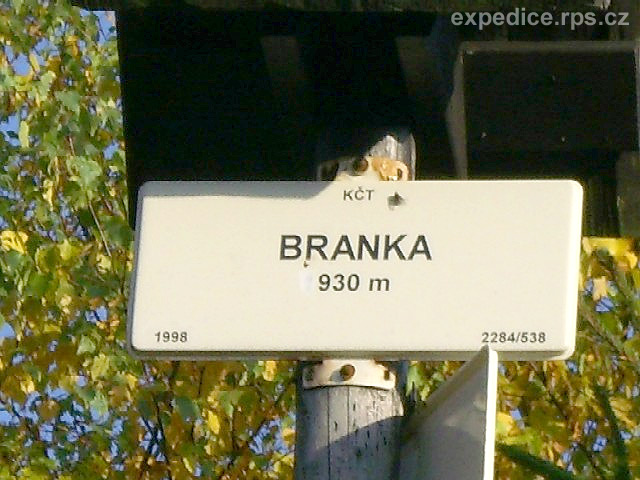 expedice.rps.cz
KČT
BRANKA
930 m
1998
2284/538